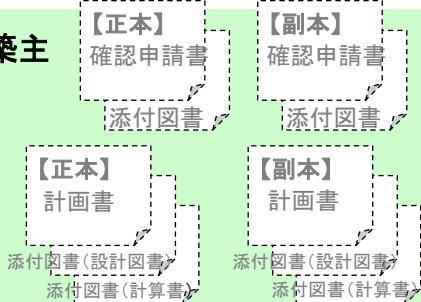 【正本】
確認申請書
添付図書
【副本】
確認申請書
添付図書
築主
【正本】
計画書
添付図書(設計図書)
添付図書(計算書)
【副本】
計画書
添付図書(設計図書)
添付図書(計算書)